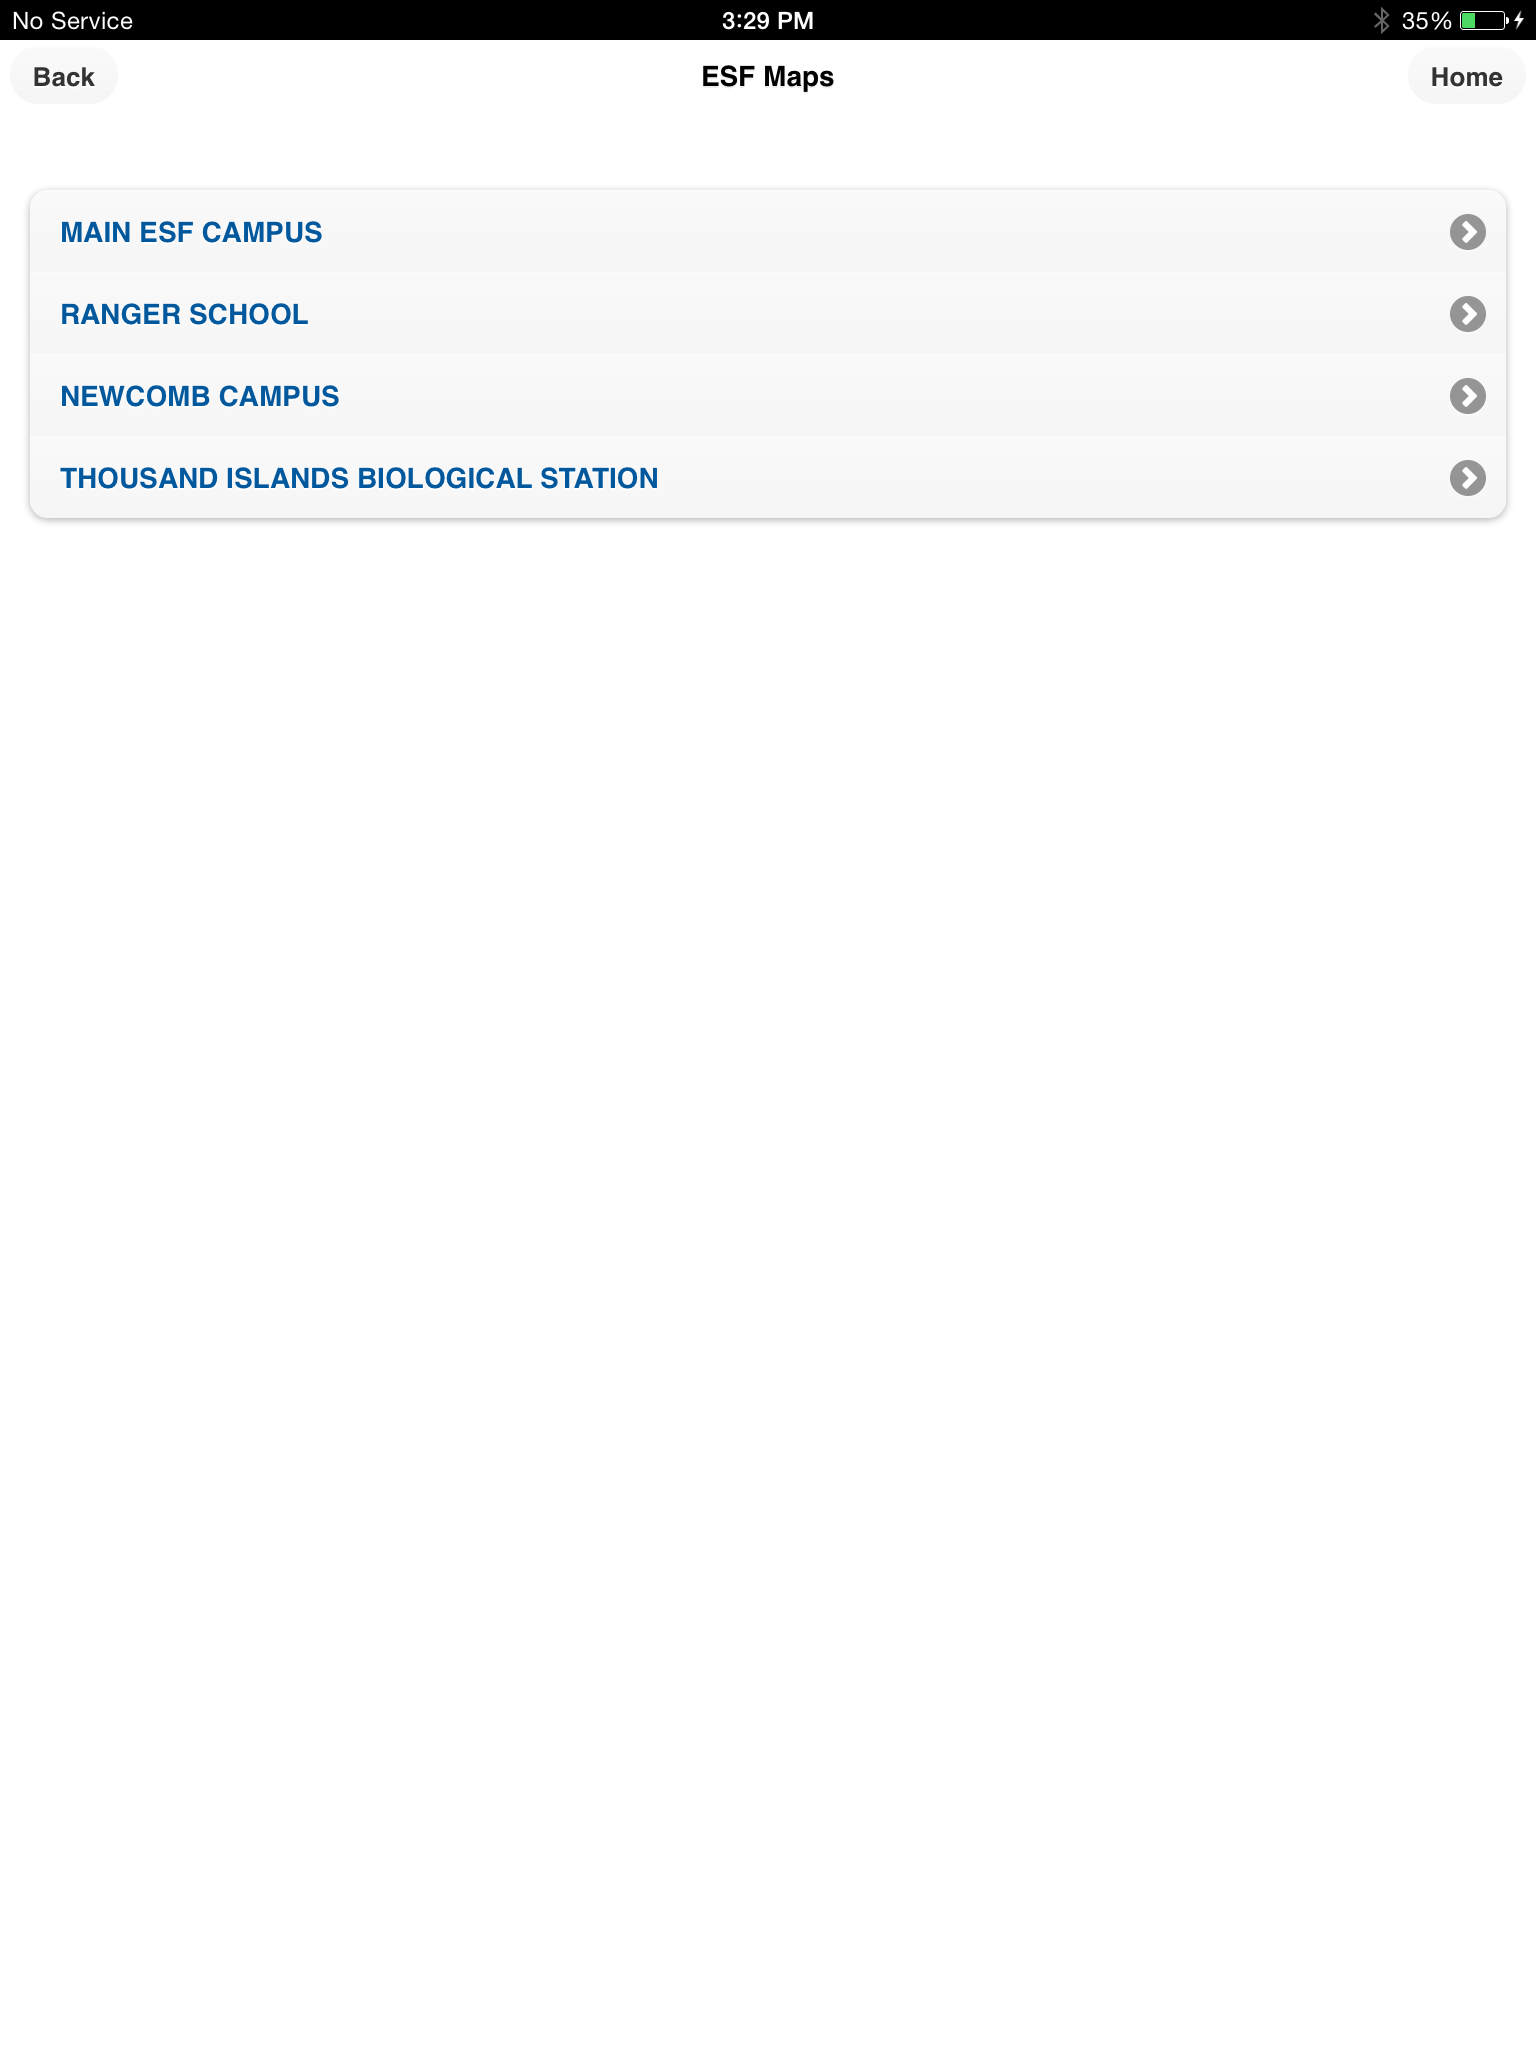 No Service 3:29 PM 35%
Back ESF Maps Home
MAIN ESF CAMPUS
RANGER SCHOOL
NEWCOMB CAMPUS
THOUSAND ISLANDS BIOLOGICAL STATION